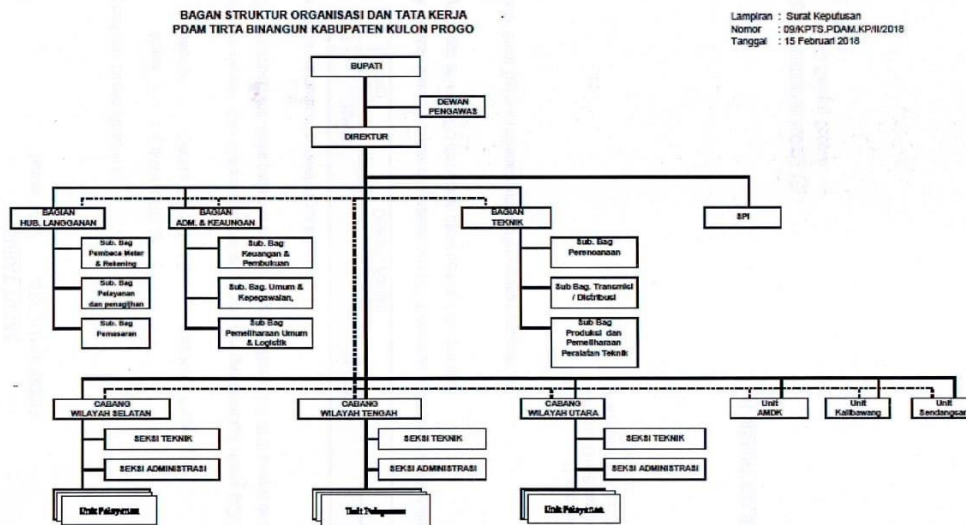 BAGAN STRUKTUR ORGANISASI DAN TATA KERJA
PDAM TIRTA BINANGUN KABUPATEN KULON PROGO
Lampiran : Surat Keputusan
Nomor : 09/KPTS.PDAM.KP/II/2018
Tanggal : 15 Februari 2018
BUPATI
DEWAN
PENGAWAS
DIREKTUR
BAGIAN
HUB. LANGGANAN
BAGIAN
ADM. & KEAUNGAN
BAGIAN
TEKNIK
SPI
Sub. Bag
Pembaca Meter
& Rekening
Sub. Bag
Pelayanan
dan penagihan
Sub. Bag
Pemasaran
Sub. Bag
Keuangan &
Pembukuan
Sub. Bag. Umum &
Kepegawaian,
Sub Bag
Pemeliharaan Umum
& Logistik
Sub. Bag
Perencanaan
Sub Bag. Transmisi
/ Distribusi
Sub Bag
Produksi dan
Pemeliharaan
Peralatan Teknik
CABANG
WILAYAH SELATAN
CABANG
WILAYAH TENGAH
CABANG
WILAYAH UTARA
Unit
AMDK
Unit
Kalibawang
Unit
Sendangsari
SEKSI TEKNIK
SEKSI ADMINISTRASI
Unit Pelayanan
SEKSI TEKNIK
SEKSI ADMINISTRASI
Unit Pelayanan
SEKSI TEKNIK
SEKSI ADMINISTRASI
Unit Pelayanan